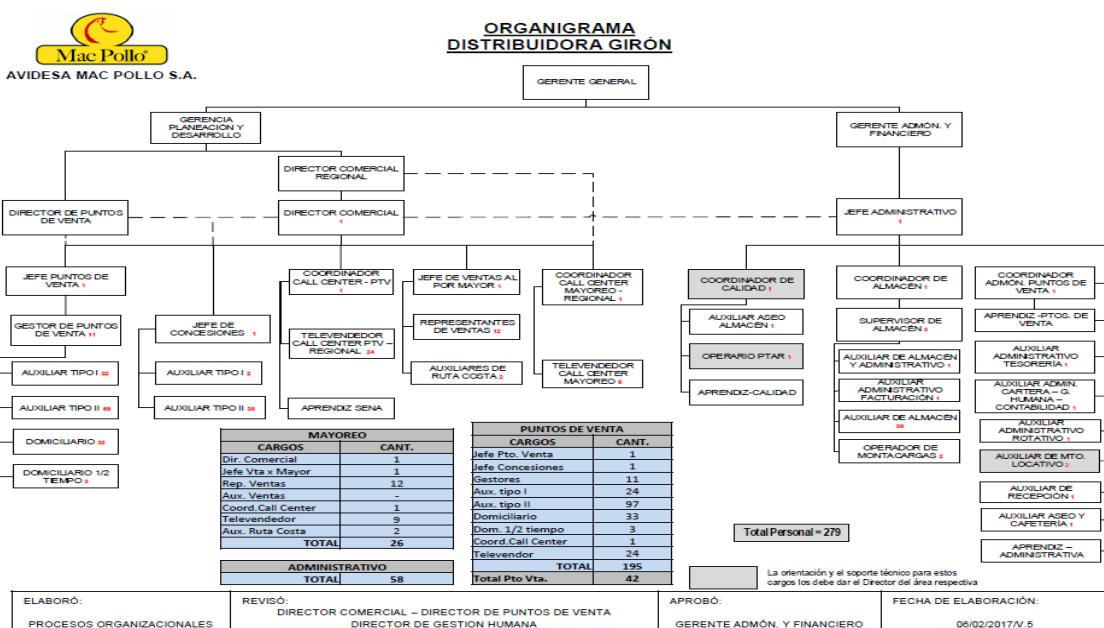 ORGANIGRAMA
DISTRIBUIDORA GIRÓN
Mac Pollo®
AVIDESA MAC POLLO S.A.
GERENTE GENERAL
GERENCIA
PLANEACIÓN Y
DESARROLLO
GERENTE ADMÓN. Y
FINANCIERO
DIRECTOR COMERCIAL
REGIONAL
DIRECTOR DE PUNTOS
DE VENTA
DIRECTOR COMERCIAL
1
JEFE ADMINISTRATIVO
1
JEFE PUNTOS DE
VENTA 1
GESTOR DE PUNTOS
DE VENTA 11
AUXILIAR TIPO I 22
AUXILIAR TIPO II
DOMICILIARIO 33
DOMICILIARIO 1/2
TIEMPO 3
JEFE DE
CONCESIONES 1
AUXILIAR TIPO I 2
AUXILIAR TIPO II
COORDINADOR
CALL CENTER - PTV
1
TELEVENDEDOR
CALL CENTER PTV –
REGIONAL 24
APRENDIZ SENA
JEFE DE VENTAS AL
POR MAYOR 1
REPRESENTANTES
DE VENTAS 12
AUXILIARES DE
RUTA COSTA 2
COORDINADOR
CALL CENTER
MAYOREO -
REGIONAL 1
TELEVENDEDOR
CALL CENTER
MAYOREO 9
COORDINADOR DE
CALIDAD 1
AUXILIAR ASEO
ALMACÉN 1
OPERARIO PTAR 1
APRENDIZ-CALIDAD
COORDINADOR DE
ALMACÉN 1
SUPERVISOR DE
ALMACÉN 3
AUXILIAR DE ALMACÉN
Y ADMINISTRATIVO 1
AUXILIAR
ADMINISTRATIVO
FACTURACIÓN 1
AUXILIAR DE ALMACÉN
OPERADOR DE
MONTACARGAS 2
COORDINADOR
ADMÓN. PUNTOS DE
VENTA 1
APRENDIZ -PTOS. DE
VENTA
AUXILIAR
ADMINISTRATIVO
TESORERÍA 1
AUXILIAR ADMIN.
CARTERA – G.
HUMANA –
CONTABILIDAD 1
AUXILIAR
ADMINISTRATIVO
ROTATIVO 1
AUXILIAR DE MTO.
LOCATIVO 2
AUXILIAR DE
RECEPCIÓN 1
AUXILIAR ASEO Y
CAFETERÍA 1
APRENDIZ –
ADMINISTRATIVA
MAYOREO
CARGOS CANT.
Dir. Comercial 1
Jefe Vta x Mayor 1
Rep. Ventas 12
Aux. Ventas -
Coord.Call Center 1
Televendedor 9
Aux. Ruta Costa 2
TOTAL 26
ADMINISTRATIVO
TOTAL 58
PUNTOS DE VENTA
CARGOS CANT.
Jefe Pto. Venta 1
Jefe Concesiones 1
Gestores 11
Aux. tipo I 24
Aux. tipo II 97
Domiciliario 33
Dom. 1/2 tiempo 3
Coord.Call Center 1
Televendor 24
TOTAL 195
Total Pto Vta. 42
Total Personal = 279
La orientación y el soporte técnico para estos
cargos los debe dar el Director del área respectiva
ELABORÓ:
PROCESOS ORGANIZACIONALES
REVISÓ:
DIRECTOR COMERCIAL – DIRECTOR DE PUNTOS DE VENTA
DIRECTOR DE GESTION HUMANA
APROBÓ:
GERENTE ADMÓN. Y FINANCIERO
FECHA DE ELABORACIÓN:
06/02/2017/V.5